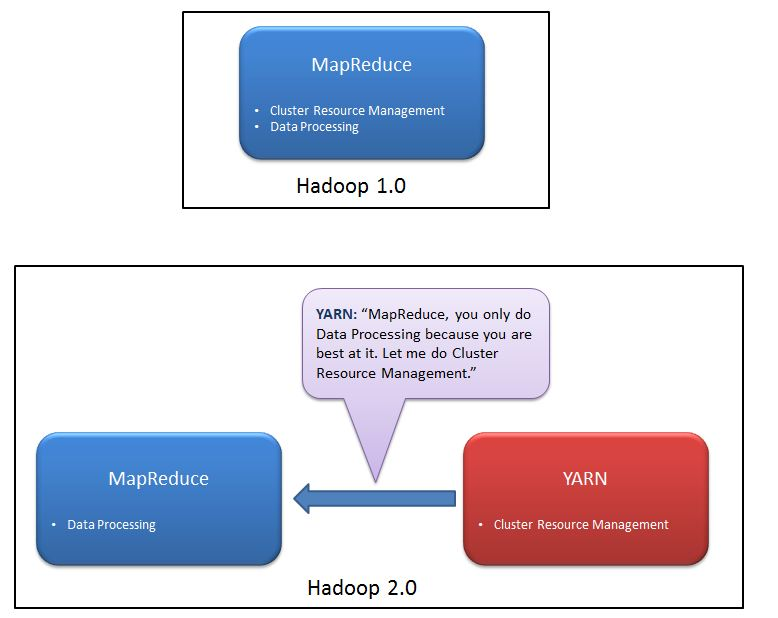 MapReduce
• Cluster Resource Management
• Data Processing
Hadoop 1.0
YARN: “MapReduce, you only do
Data Processing because you are
best at it. Let me do Cluster
Resource Management.”
MapReduce
• Data Processing
YARN
• Cluster Resource Management
Hadoop 2.0